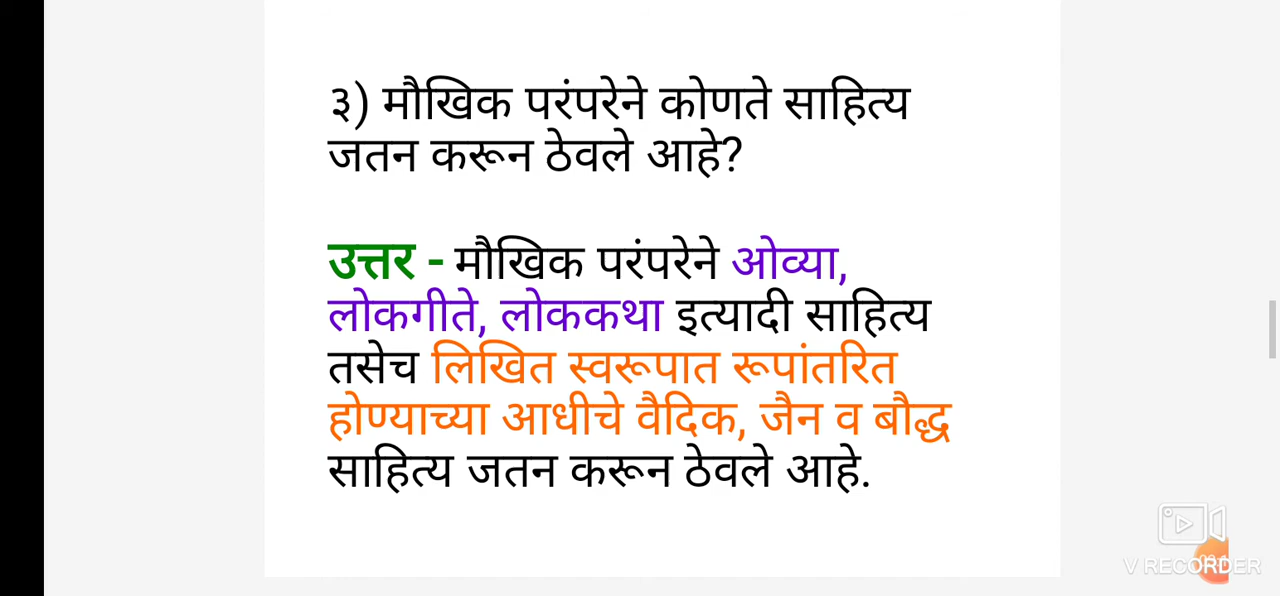 ३) मौखिक परंपरेने कोणते साहित्य
जतन करून ठेवले आहे?
उत्तर - मौखिक परंपरेने ओव्या,
लोकगीते, लोककथा इत्यादी साहित्य
तसेच लिखित स्वरूपात रूपांतरित
होण्याच्या आधीचे वैदिक, जैन व बौद्ध
साहित्य जतन करून ठेवले आहे.
V RECORDER